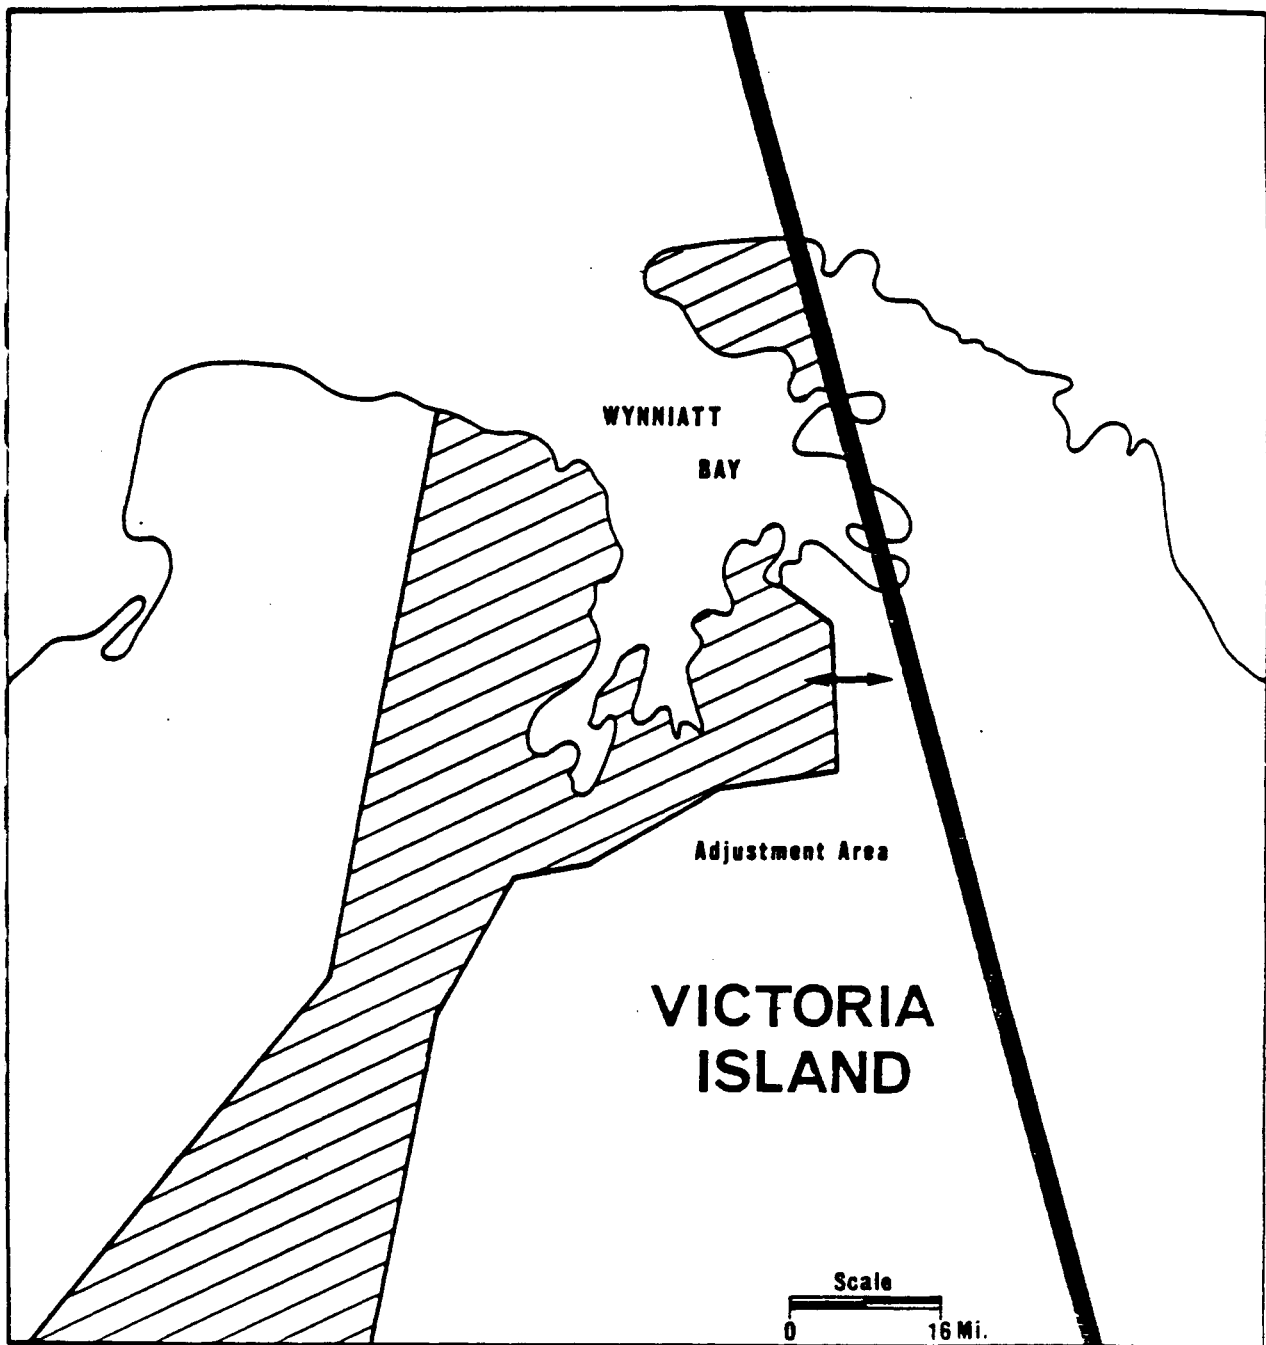 WYNNIATT
BAY
Adjustment Area
VICTORIA
ISLAND
Scale
0 16 Mi.